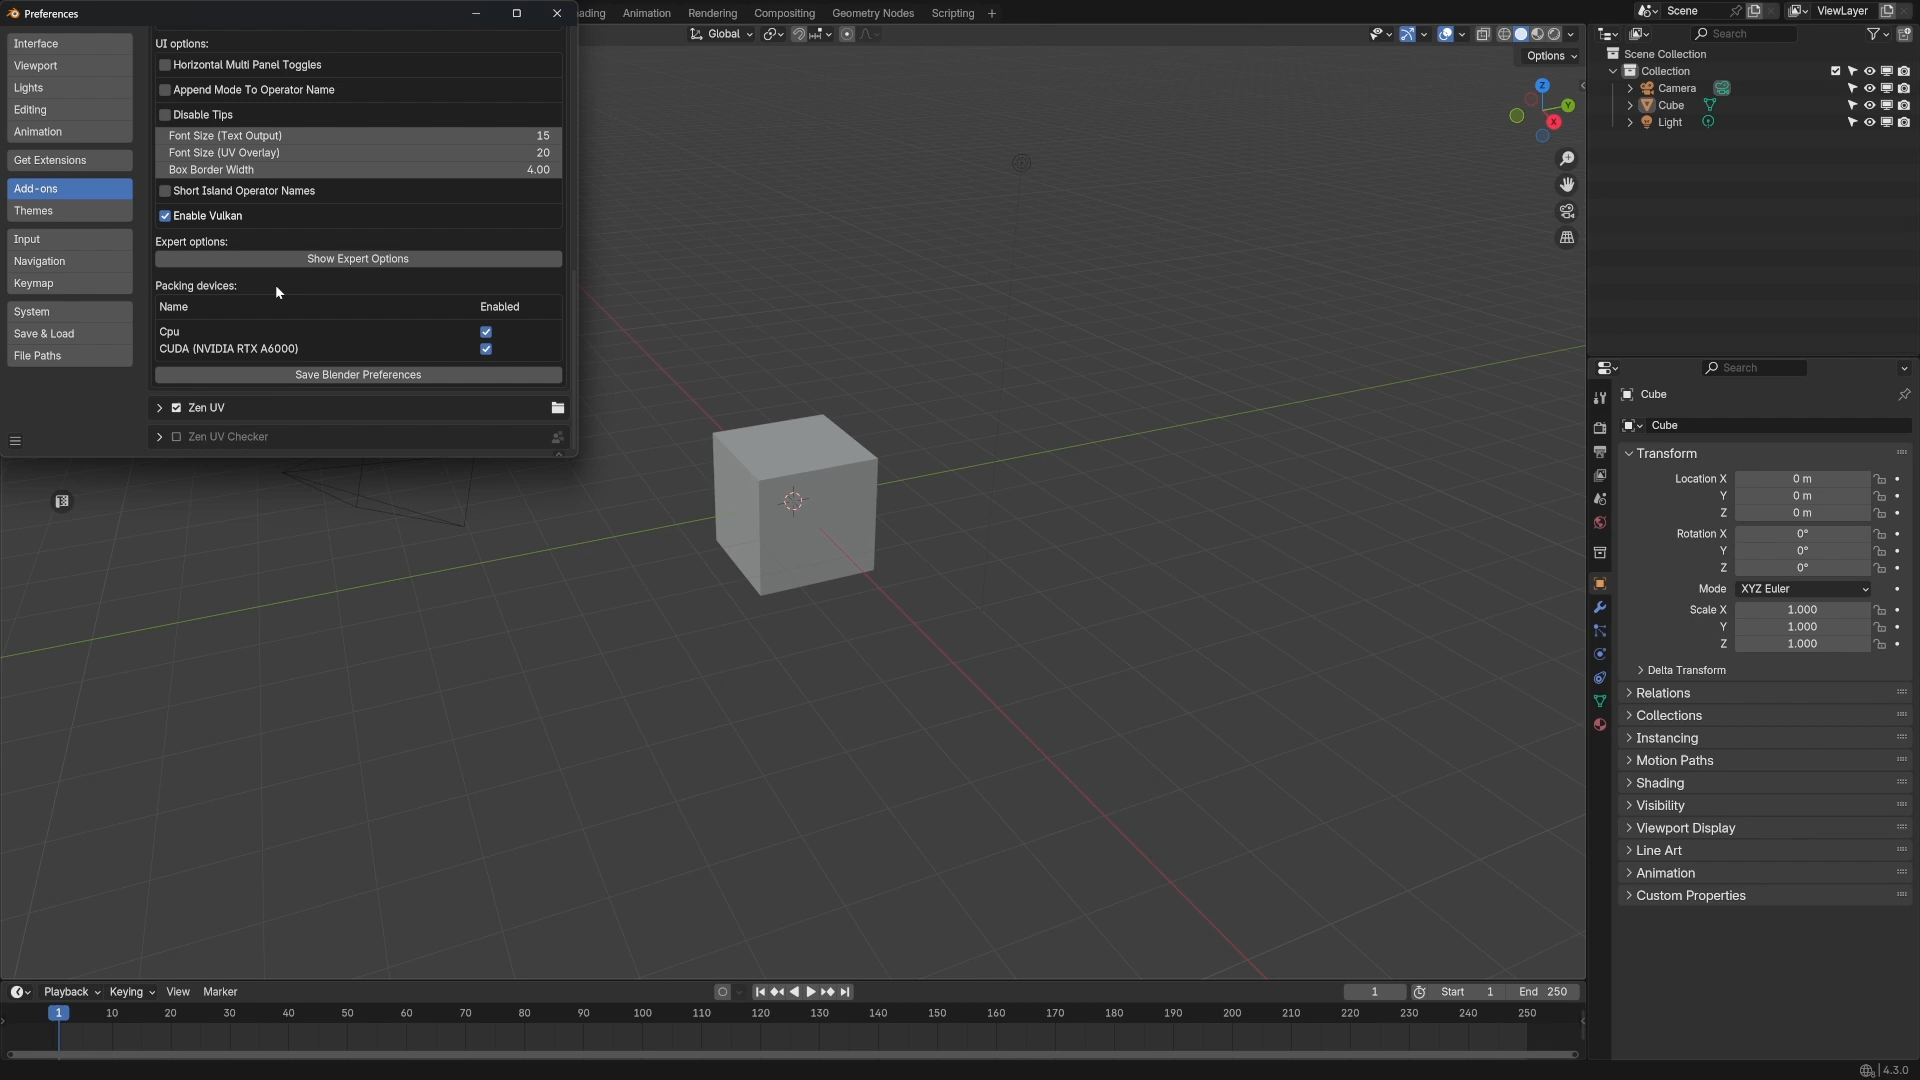 Preferences
ading
Animation
Rendering
Compositing
Geometry Nodes
Scripting
Scene
ViewLayer
Global
Options
Search
Scene Collection
Collection
Camera
Cube
Light
Interface
Viewport
Lights
Editing
Animation
Get Extensions
Add-ons
Themes
Input
Navigation
Keymap
System
Save & Load
File Paths
UI options:
Horizontal Multi Panel Toggles
Append Mode To Operator Name
Disable Tips
Font Size (Text Output) 15
Font Size (UV Overlay) 20
Box Border Width 4.00
Short Island Operator Names
Enable Vulkan
Expert options:
Show Expert Options
Packing devices:
Name Enabled
Cpu
CUDA (NVIDIA RTX A6000)
Save Blender Preferences
Zen UV
Zen UV Checker
Z
Y
X
Search
Cube
Cube
Transform
Location X 0 m
Y 0 m
Z 0 m
Rotation X 0°
Y 0°
Z 0°
Mode XYZ Euler
Scale X 1.000
Y 1.000
Z 1.000
Delta Transform
Relations
Collections
Instancing
Motion Paths
Shading
Visibility
Viewport Display
Line Art
Animation
Custom Properties
Playback Keying View Marker
1 Start 1 End 250
1 10 20 30 40 50 60 70 80 90 100 110 120 130 140 150 160 170 180 190 200 210 220 230 240 250
4.3.0